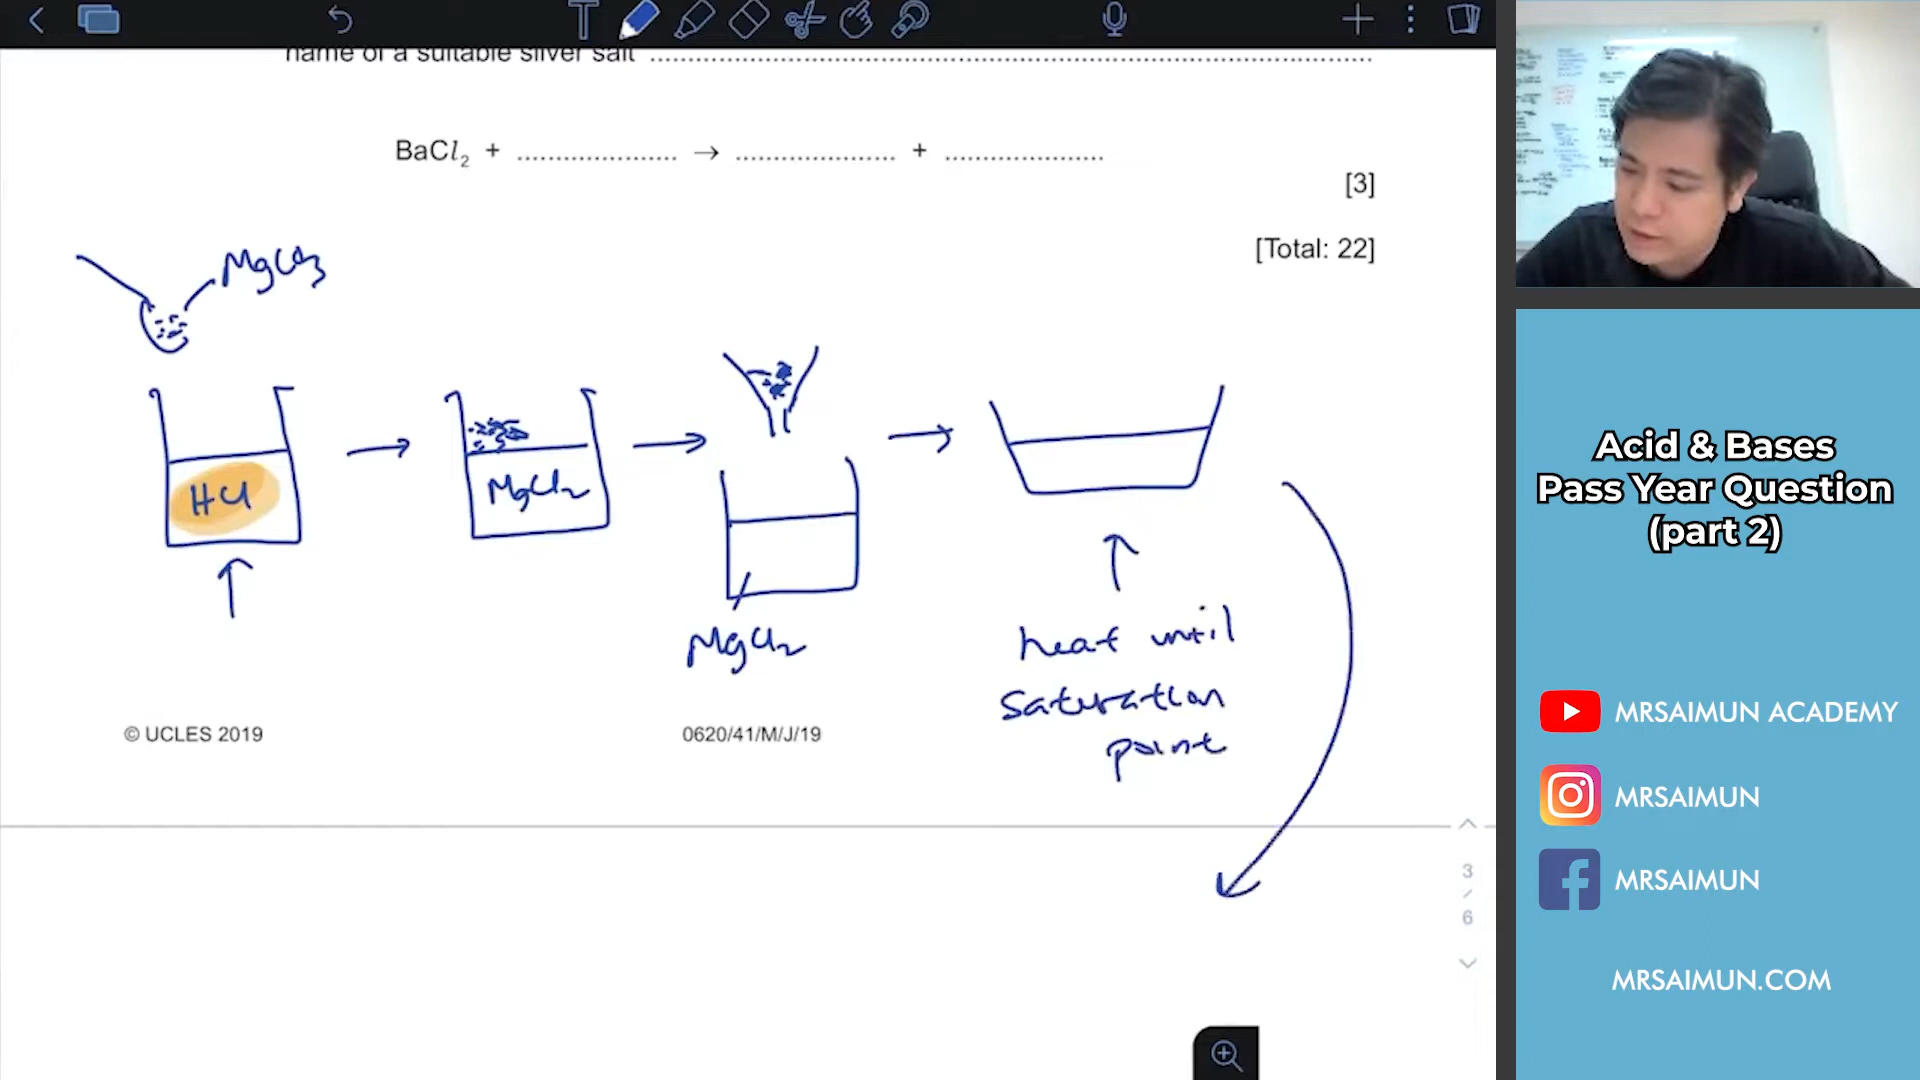 name of a suitable silver salt ........................................................................
BaCl2 + ..................... → ..................... + .....................
[3]
[Total: 22]
MgCO3
HCl
MgCl2
MgCl2
heat until
saturation
point
© UCLES 2019
0620/41/M/J/19
3
6
Acid & Bases
Pass Year Question
(part 2)
MRSAIMUN ACADEMY
MRSAIMUN
MRSAIMUN
MRSAIMUN.COM